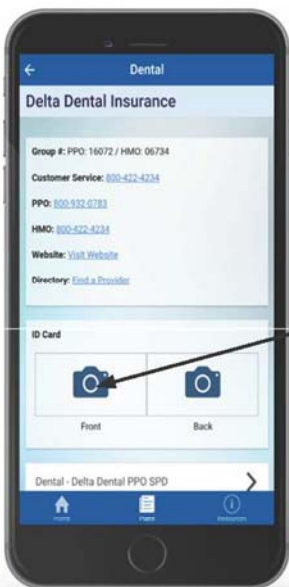 Dental
Delta Dental Insurance
Group #: PPO: 16072 / HMO: 06734
Customer Service: 800-422-4234
PPO: 800-932-0783
HMO: 800-422-4234
Website: Visit Website
Directory: Find a Provider
ID Card
Front Back
Dental - Delta Dental PPO SPD
Home Plans Resources